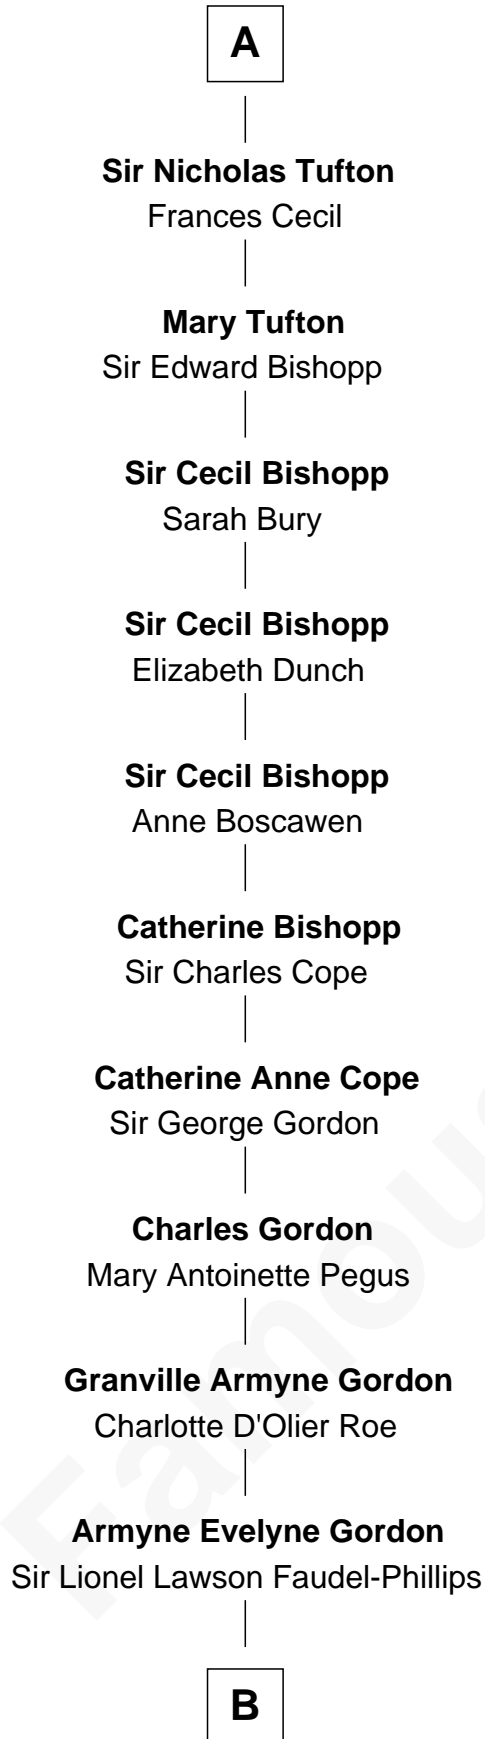 A
Sir Nicholas Tufton
Frances Cecil
Mary Tufton
Sir Edward Bishopp
Sir Cecil Bishopp
Sarah Bury
Sir Cecil Bishopp
Elizabeth Dunch
Sir Cecil Bishopp
Anne Boscawen
Catherine Bishopp
Sir Charles Cope
Catherine Anne Cope
Sir George Gordon
Charles Gordon
Mary Antoinette Pegus
Granville Armyne Gordon
Charlotte D'Olier Roe
Armyne Evelyne Gordon
Sir Lionel Lawson Faudel-Phillips
B
Famou